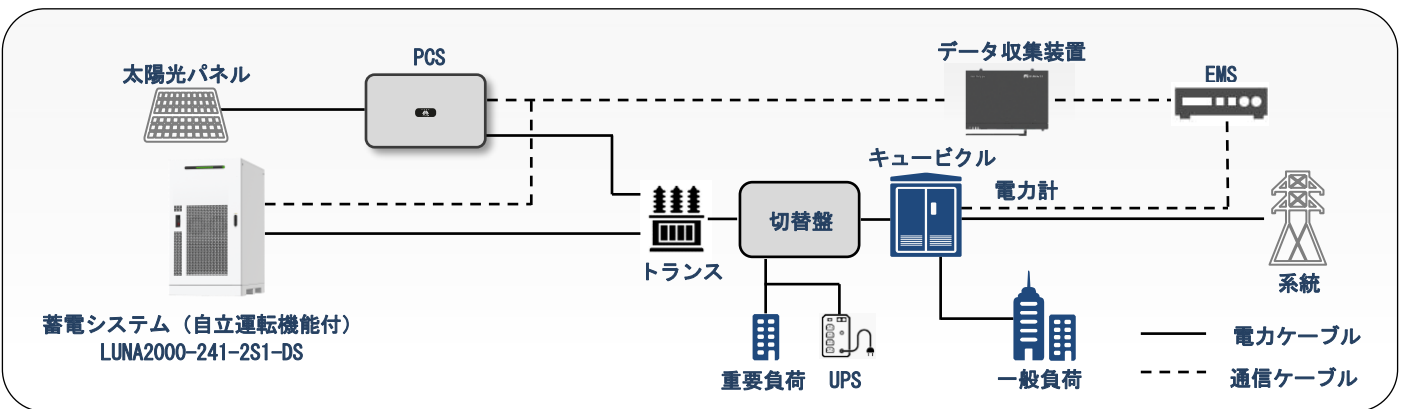 太陽光パネル
PCS
データ収集装置
EMS
キュービクル
電力計
切替盤
トランス
系統
蓄電システム（自立運転機能付）
LUNA2000-241-2S1-DS
重要負荷
UPS
一般負荷
電力ケーブル
通信ケーブル